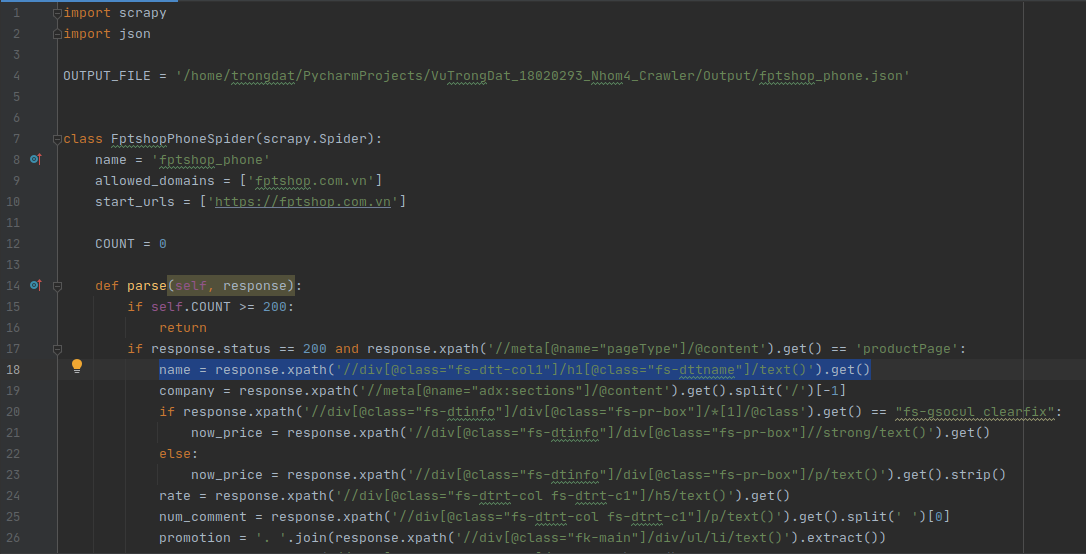 1 import scrapy
2 import json
3
4 OUTPUT_FILE = '/home/trongdat/PycharmProjects/VuTrongDat_18020293_Nhom4_Crawler/Output/fptshop_phone.json'
5
6
7 class FptshopPhoneSpider(scrapy.Spider):
8     name = 'fptshop_phone'
9     allowed_domains = ['fptshop.com.vn']
10     start_urls = ['https://fptshop.com.vn']
11
12     COUNT = 0
13
14     def parse(self, response):
15         if self.COUNT >= 200:
16             return
17         if response.status == 200 and response.xpath('//meta[@name="pageType"]/@content').get() == 'productPage':
18             name = response.xpath('//div[@class="fs-dtt-col1"]/h1[@class="fs-dttname"]/text()').get()
19             company = response.xpath('//meta[@name="adx:sections"]/@content').get().split('/')[-1]
20             if response.xpath('//div[@class="fs-dtinfo"]/div[@class="fs-pr-box"]/*[1]/@class').get() == "fs-gsocul clearfix":
21                 now_price = response.xpath('//div[@class="fs-dtinfo"]/div[@class="fs-pr-box"]//strong/text()').get()
22             else:
23                 now_price = response.xpath('//div[@class="fs-dtinfo"]/div[@class="fs-pr-box"]/p/text()').get().strip()
24             rate = response.xpath('//div[@class="fs-dtrt-col fs-dtrt-c1"]/h5/text()').get()
25             num_comment = response.xpath('//div[@class="fs-dtrt-col fs-dtrt-c1"]/p/text()').get().split(' ')[0]
26             promotion = '. '.join(response.xpath('//div[@class="fk-main"]/div/ul/li/text()').extract())